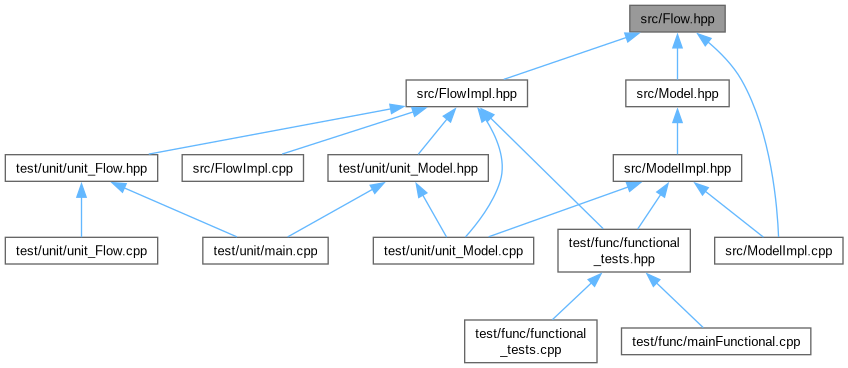 src/Flow.hpp
src/FlowImpl.hpp
src/Model.hpp
test/unit/unit_Flow.hpp
src/FlowImpl.cpp
test/unit/unit_Model.hpp
src/ModelImpl.hpp
test/unit/unit_Flow.cpp
test/unit/main.cpp
test/unit/unit_Model.cpp
test/func/functional
_tests.hpp
src/ModelImpl.cpp
test/func/functional
_tests.cpp
test/func/mainFunctional.cpp